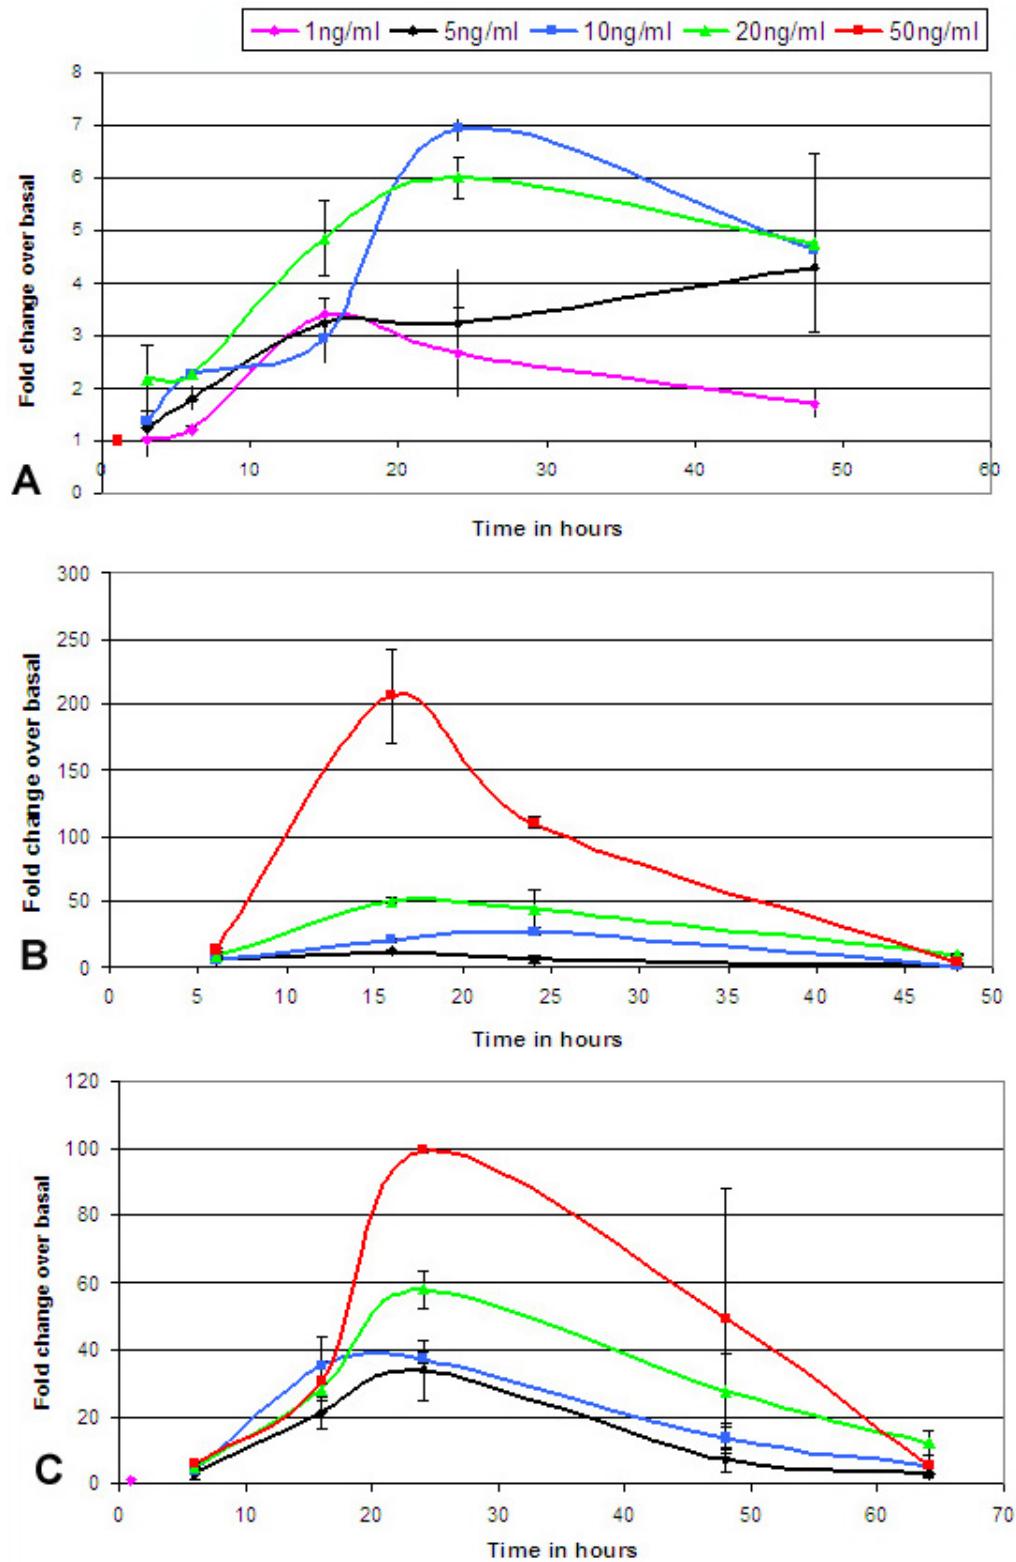 1ng/ml 5ng/ml 10ng/ml 20ng/ml 50ng/ml
8
7
6
5
4
3
2
1
0
Fold change over basal
0 10 20 30 40 50 60
A
Time in hours
300
250
200
150
100
50
0
Fold change over basal
B
0 5 10 15 20 25 30 35 40 45 50
Time in hours
120
100
80
60
40
20
0
Fold change over basal
C
0 10 20 30 40 50 60 70
Time in hours